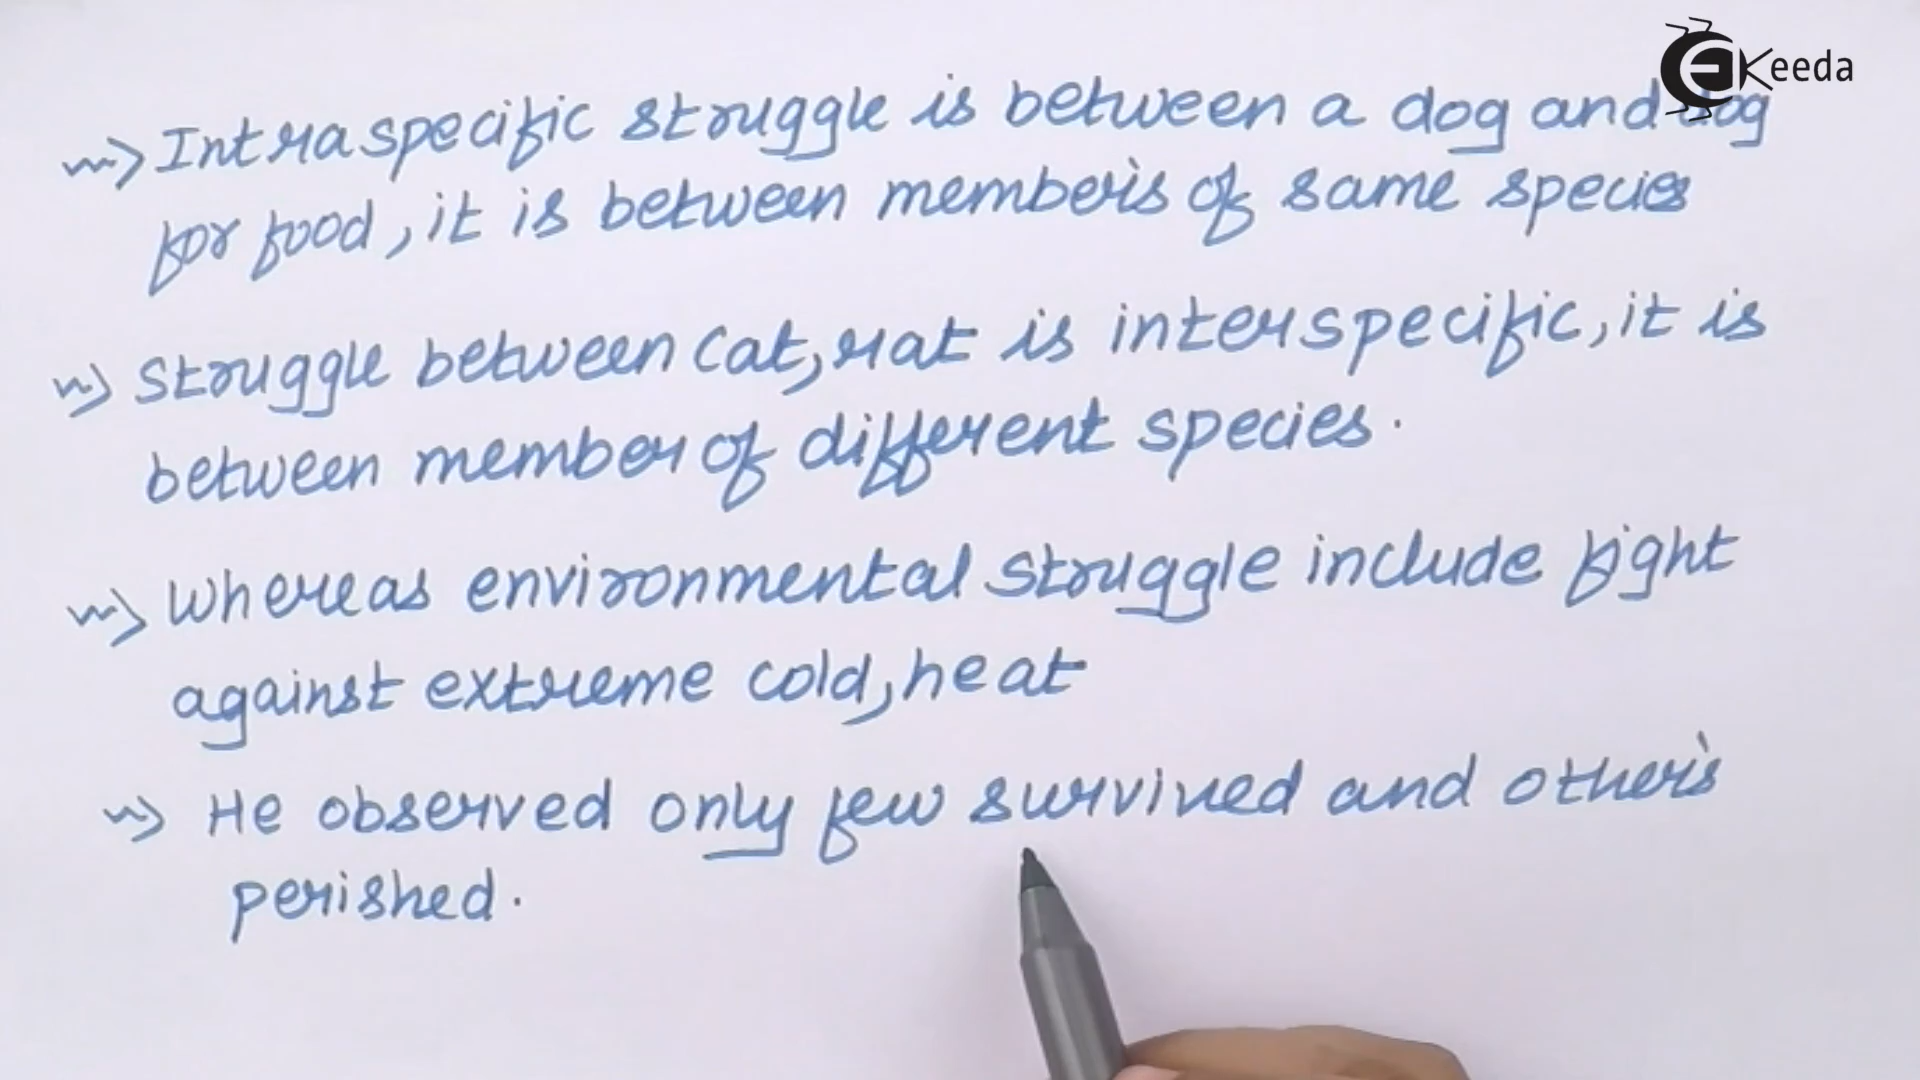 EKeeda
~> Intraspecific struggle is between a dog and dog
for food, it is between members of same species
~> Struggle between cat, rat is interspecific, it is
between member of different species.
~> Whereas environmental struggle include fight
against extreme cold, heat
~> He observed only few survived and others
perished.